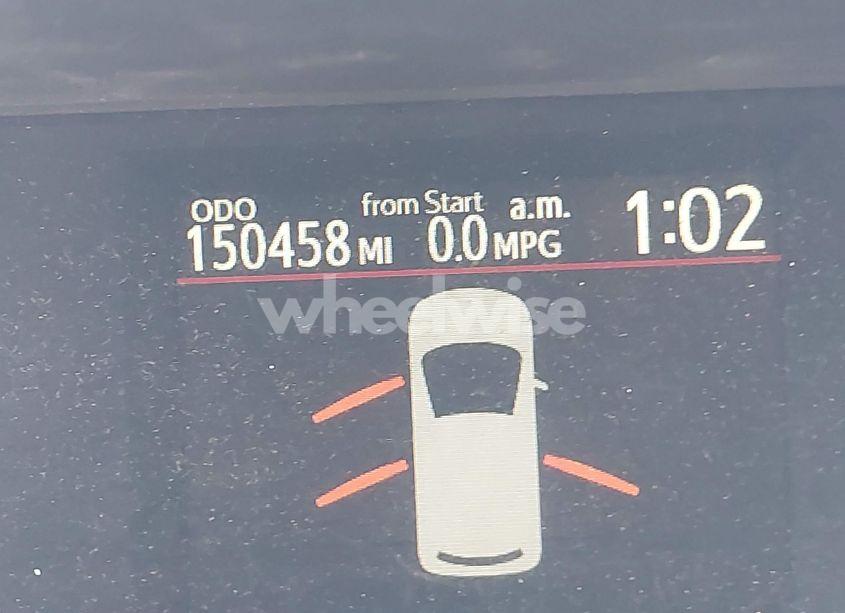 ODO from Start a.m. 1:02
150458 MI 0.0 MPG
wheelwise